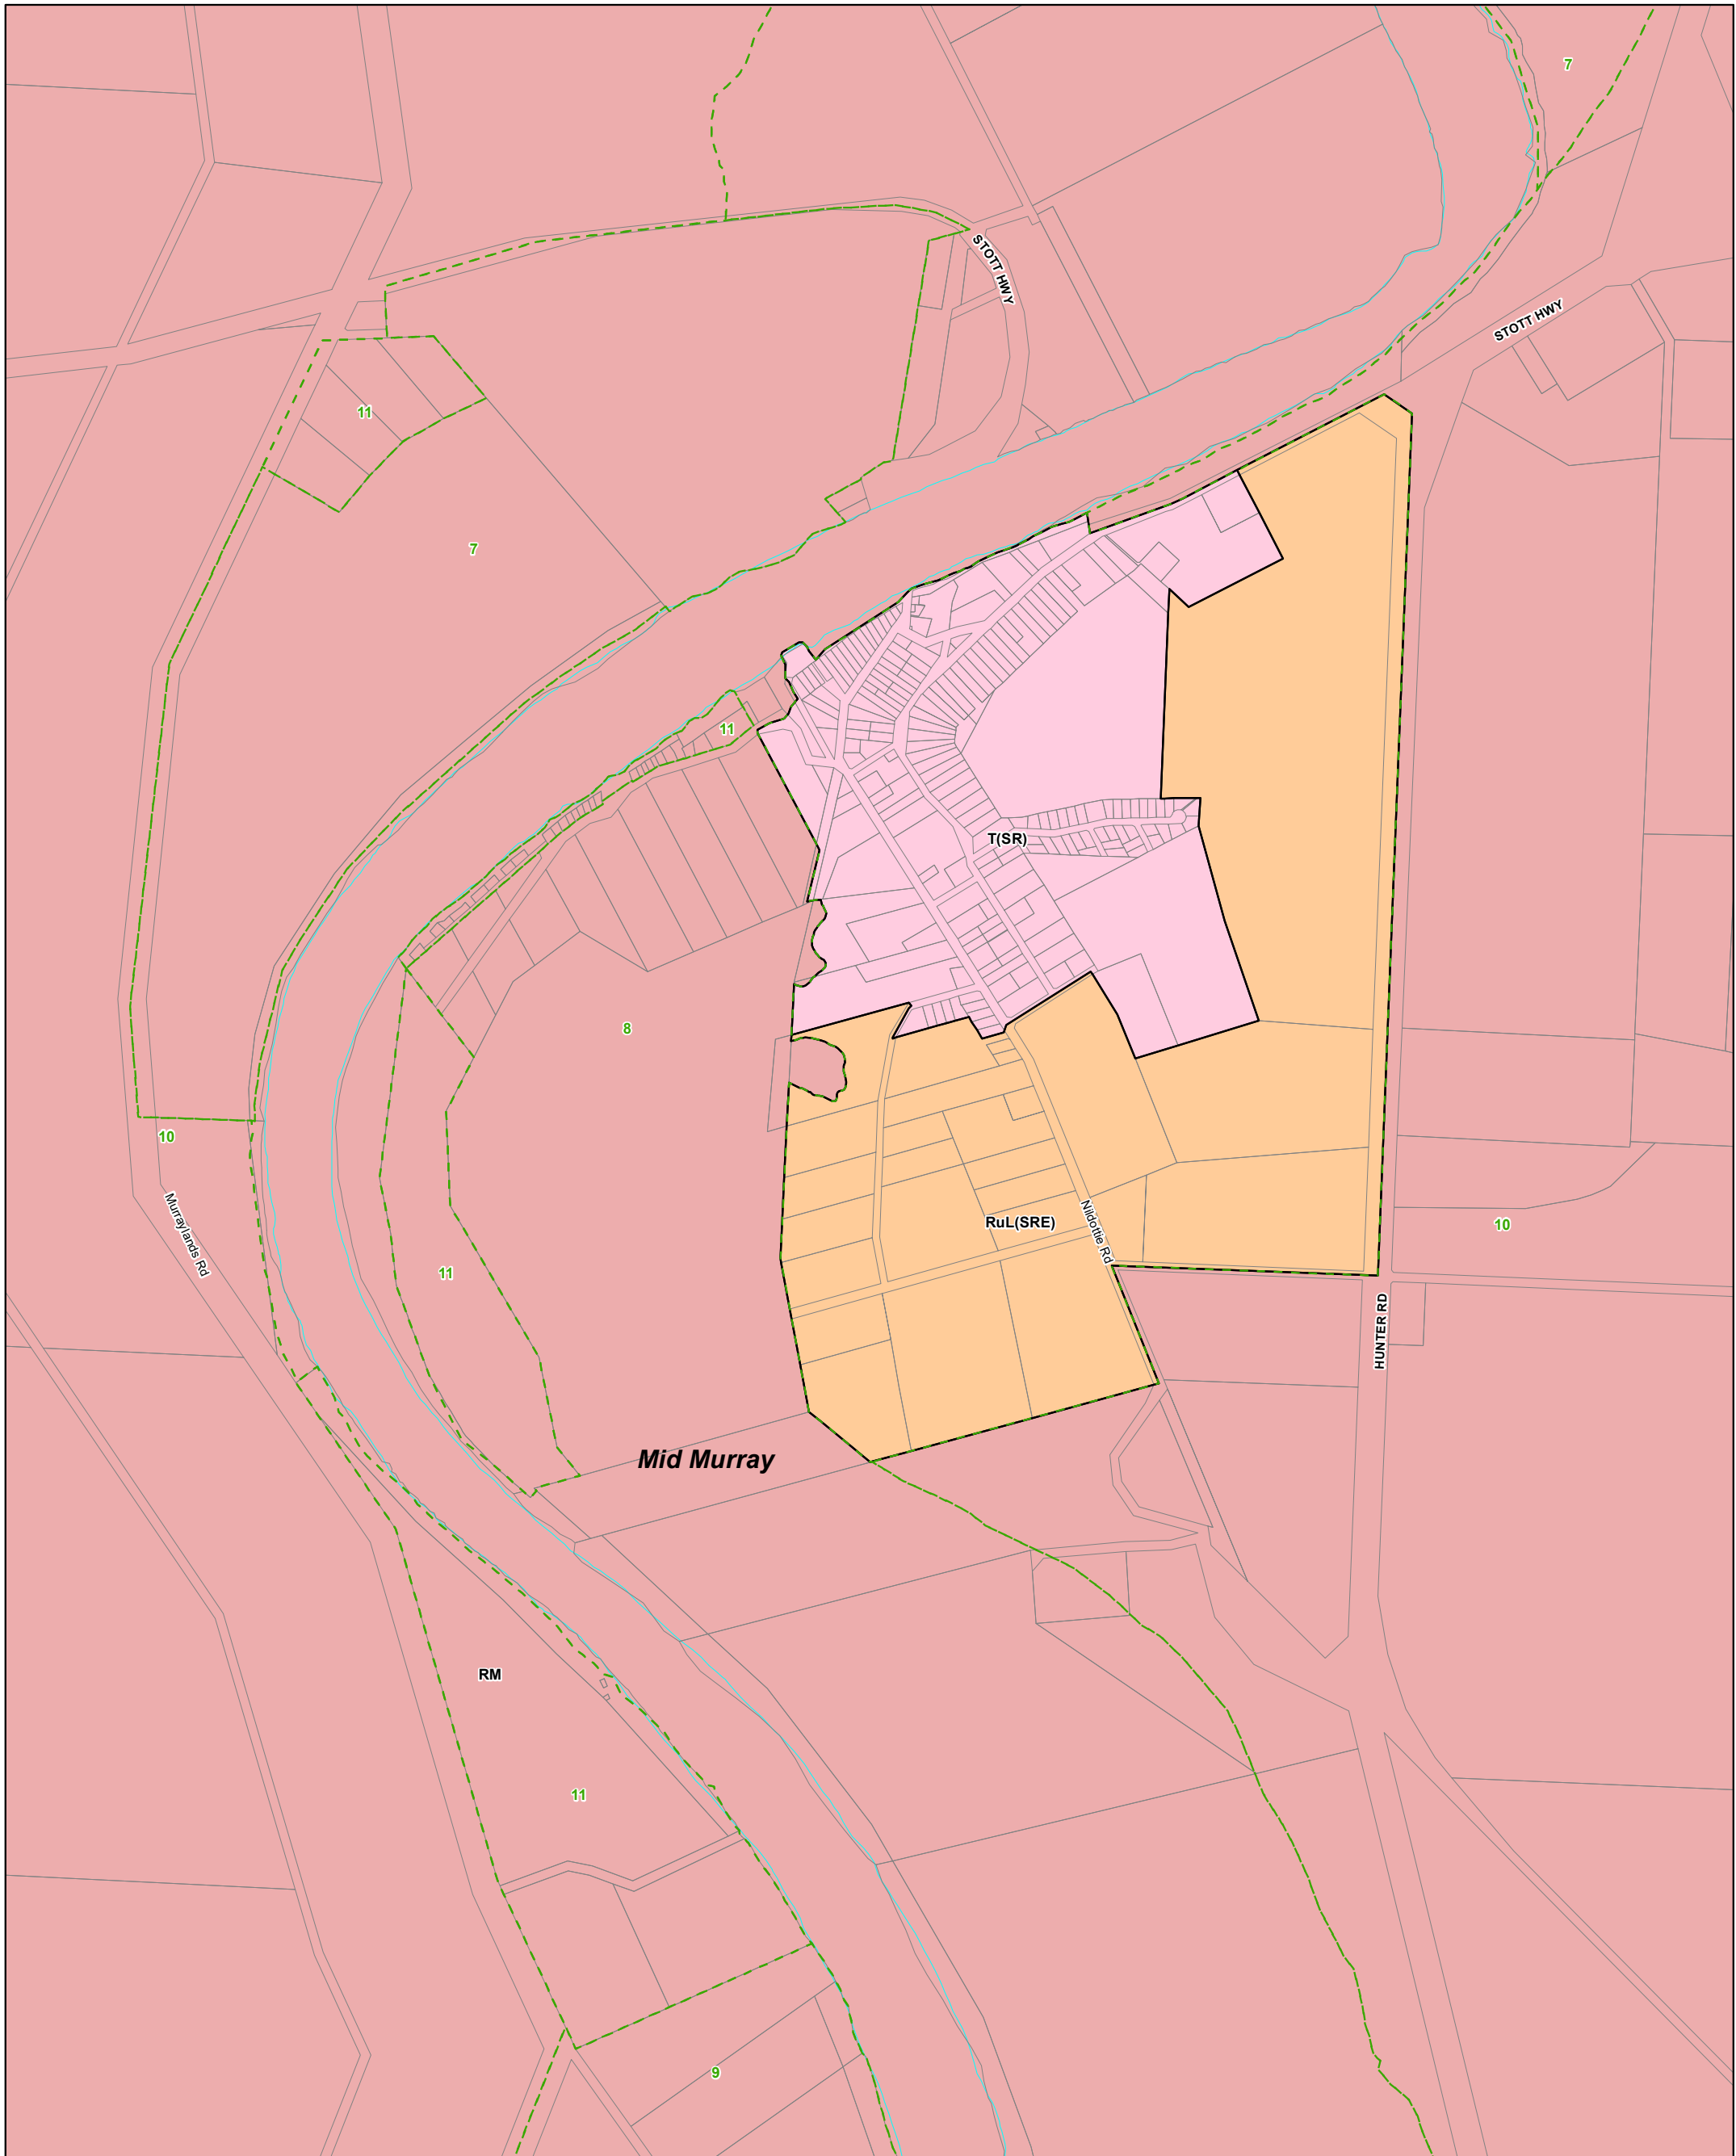 7
STOTT HWY
STOTT HWY
11
7
11
T(SR)
8
10
Murraylands Rd
RuL(SRE)
Nildottie Rd
10
11
HUNTER RD
Mid Murray
RM
11
9